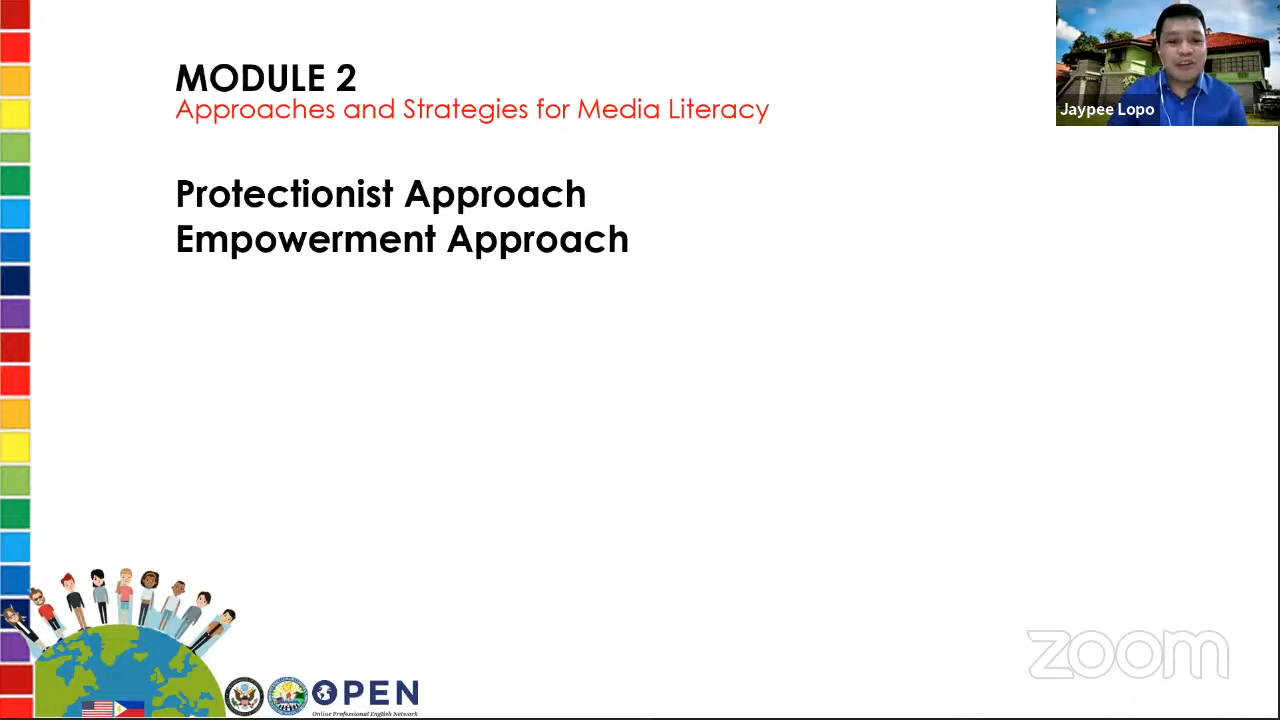 MODULE 2
Approaches and Strategies for Media Literacy
Jaypee Lopo
Protectionist Approach
Empowerment Approach
zoom
OPEN
Online Professional English Network